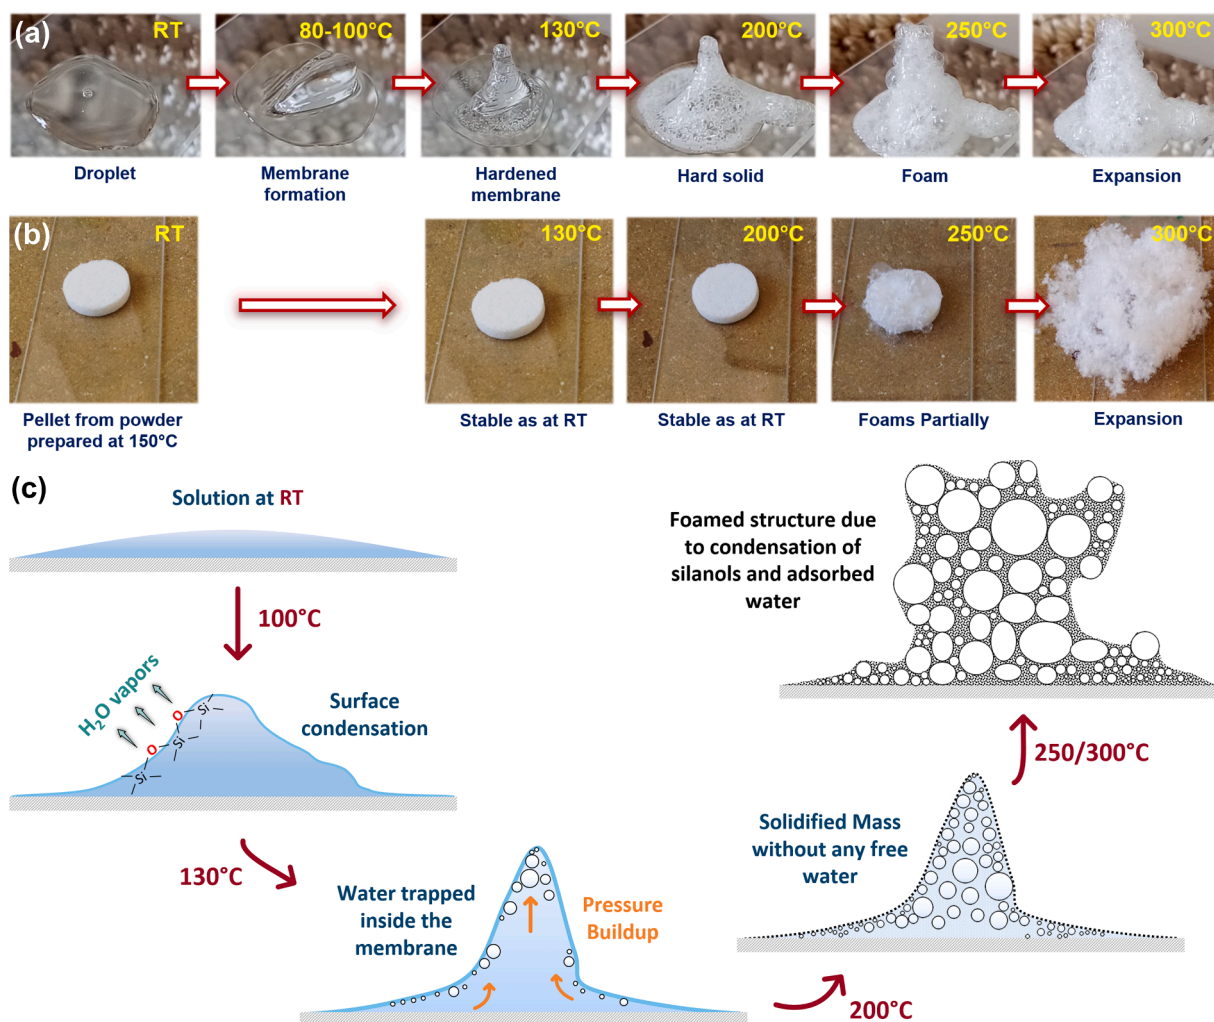 (a)
RT
80-100°C
130°C
200°C
250°C
300°C
Droplet
Membrane
formation
Hardened
membrane
Hard solid
Foam
Expansion
(b)
RT
130°C
200°C
250°C
300°C
Pellet from powder
prepared at 150°C
Stable as at RT
Stable as at RT
Foams Partially
Expansion
(c)
Solution at RT
100°C
H₂O vapors
O
O
Si
Si
Si
Surface
condensation
130°C
Water trapped
inside the
membrane
Pressure
Buildup
200°C
Solidified Mass
without any free
water
250/300°C
Foamed structure due
to condensation of
silanols and adsorbed
water